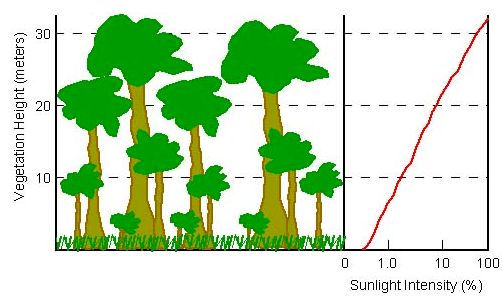 30
20
10
Vegetation Height (meters)
0 1.0 10 100
Sunlight Intensity (%)